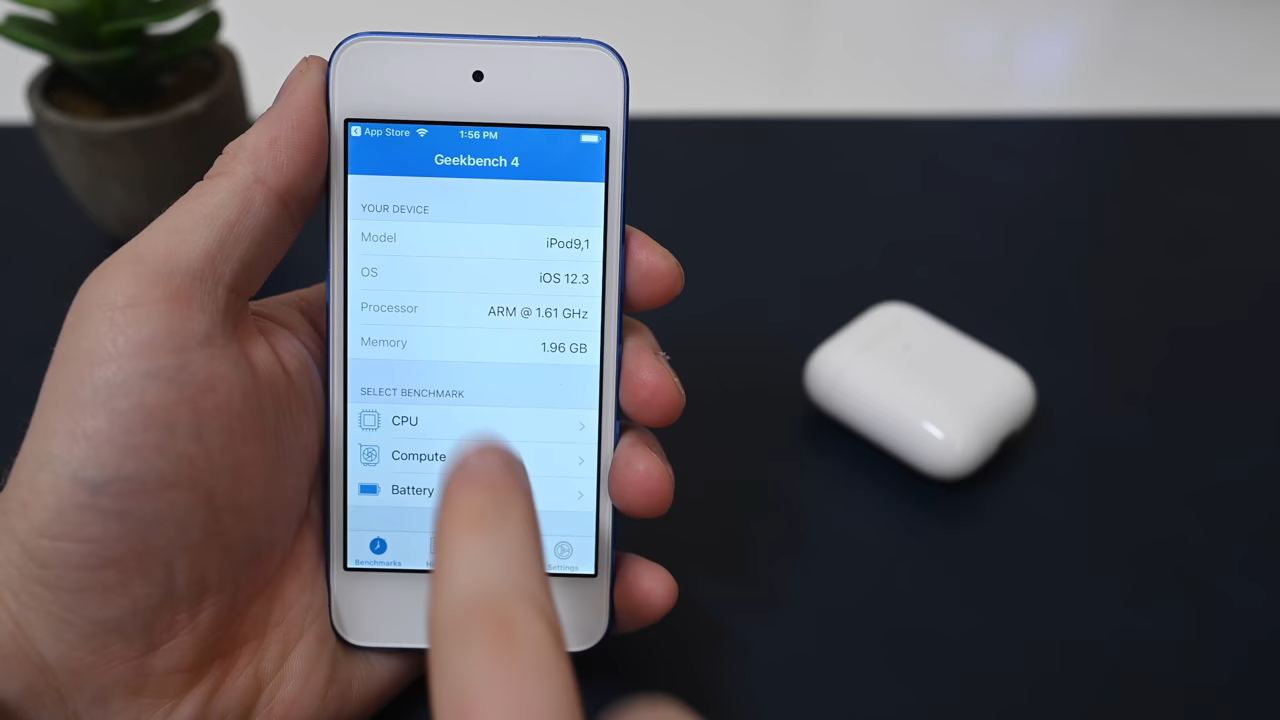 App Store 1:56 PM
Geekbench 4
YOUR DEVICE
Model iPod9,1
OS iOS 12.3
Processor ARM @ 1.61 GHz
Memory 1.96 GB
SELECT BENCHMARK
CPU
Compute
Battery
Benchmarks Settings